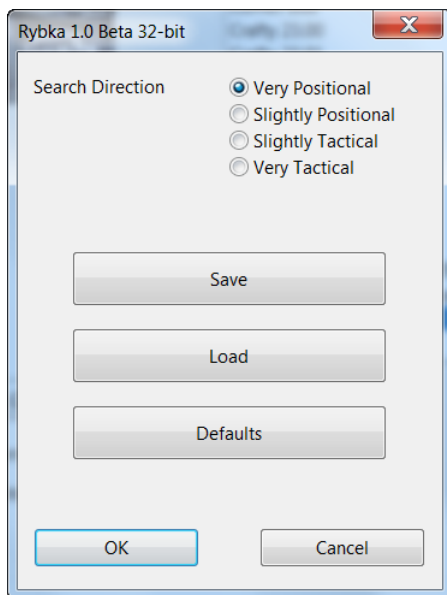 Rybka 1.0 Beta 32-bit
Search Direction
Very Positional
Slightly Positional
Slightly Tactical
Very Tactical
Save
Load
Defaults
OK
Cancel